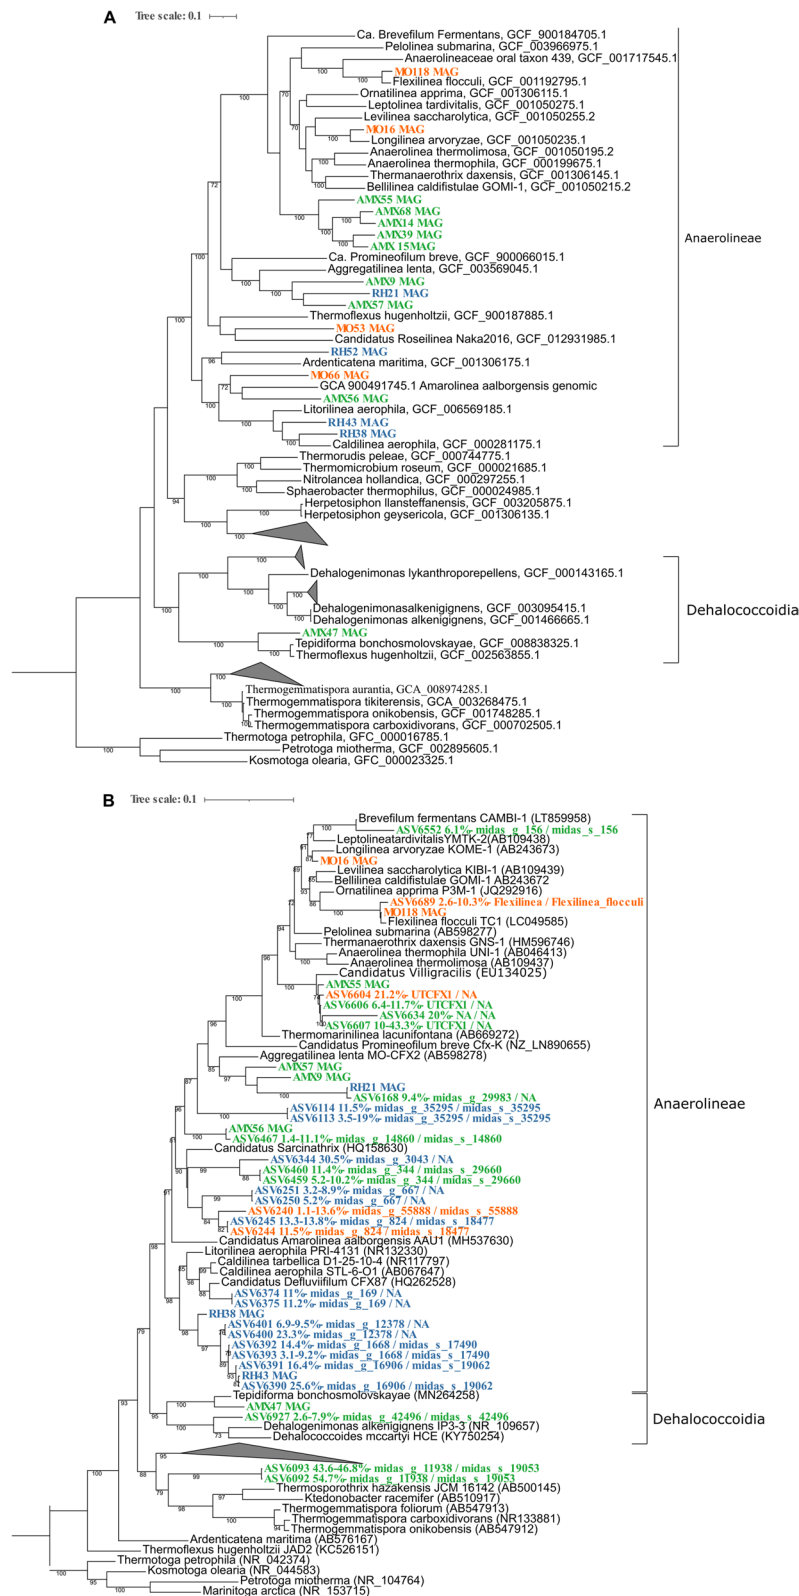 A
Tree scale: 0.1
Ca. Brevefilum Fermentans, GCF_900184705.1
Pelolinea submarina, GCF_003966975.1
Anaerolineaceae oral taxon 439, GCF_001717545.1
MO118 MAG
Flexilinea flocculi, GCF_001192795.1
Ornatilinea apprima, GCF_001306115.1
Leptolinea tardivitalis, GCF_001050275.1
Levilinea saccharolytica, GCF_001050255.2
MO16 MAG
Longilinea arvoryzae, GCF_001050235.1
Anaerolinea thermolimosa, GCF_001050195.2
Anaerolinea thermophila, GCF_000199675.1
Thermanaerothrix daxensis, GCF_001306145.1
Bellilinea caldifistulae GOMI-1, GCF_001050215.2
AMX55 MAG
AMX68 MAG
AMX14 MAG
AMX39 MAG
AMX 15MAG
Anaerolineae
Ca. Promineofilum breve, GCF_900066015.1
Aggregatilinea lenta, GCF_003569045.1
AMX9 MAG
RH21 MAG
AMX57 MAG
Thermoflexus hugenholtzii, GCF_900187885.1
MO53 MAG
Candidatus Roseilinea Naka2016, GCF_012931985.1
RH52 MAG
Ardenticatena maritima, GCF_001306175.1
MO66 MAG
GCA 900491745.1 Amarolinea aalborgensis genomic
AMX56 MAG
Litorilinea aerophila, GCF_006569185.1
RH43 MAG
RH38 MAG
Caldilinea aerophila, GCF_000281175.1
Thermorudis peleae, GCF_000744775.1
Thermomicrobium roseum, GCF_000021685.1
Nitrolancea hollandica, GCF_000297255.1
Sphaerobacter thermophilus, GCF_000024985.1
Herpetosiphon llansteffanensis, GCF_003205875.1
Herpetosiphon geysericola, GCF_001306135.1
Dehalogenimonas lykanthroporepellens, GCF_000143165.1
Dehalogenimonasalkenigignens, GCF_003095415.1
Dehalogenimonas alkenigignens, GCF_001466665.1
Dehalococcoidia
AMX47 MAG
Tepidiforma bonchosmolovskayae, GCF_008838325.1
Thermoflexus hugenholtzii, GCF_002563855.1
Thermogemmatispora aurantia, GCA_008974285.1
Thermogemmatispora tikiterensis, GCA_003268475.1
Thermogemmatispora onikobensis, GCF_001748285.1
Thermogemmatispora carboxidivorans, GCF_000702505.1
Thermotoga petrophila, GFC_000016785.1
Petrotoga miotherma, GCF_002895605.1
Kosmotoga olearia, GFC_000023325.1
B
Tree scale: 0.1
Brevefilum fermentans CAMBI-1 (LT859958)
ASV6552 6.1%- midas_g_156 / midas_s_156
LeptolineatardivitalisYMTK-2(AB109438)
Longilinea arvoryzae KOME-1 (AB243673)
MO16 MAG
Levilinea saccharolytica KIBI-1 (AB109439)
Bellilinea caldifistulae GOMI-1 AB243672
Ornatilinea apprima P3M-1 (JQ292916)
ASV6689 2.6-10.3%- Flexilinea / Flexilinea_flocculi
MO118 MAG
Flexilinea flocculi TC1 (LC049585)
Pelolinea submarina (AB598277)
Thermanaerothrix daxensis GNS-1 (HM596746)
Anaerolinea thermophila UNI-1 (AB046413)
Anaerolinea thermolimosa (AB109437)
Candidatus Villigracilis (EU134025)
AMX55 MAG
ASV6604 21.2%- UTCFX1 / NA
ASV6606 6.4-11.7%- UTCFX1 / NA
ASV6634 20%- NA / NA
ASV6607 10-43.3%- UTCFX1 / NA
Thermomarinilinea lacunifontana (AB669272)
Candidatus Promineofilum breve Cfx-K (NZ_LN890655)
Aggregatilinea lenta MO-CFX2 (AB598278)
AMX57 MAG
AMX9 MAG
RH21 MAG
ASV6168 9.4%- midas_g_29983 / NA
Anaerolineae
ASV6114 11.5%- midas_g_35295 / midas_s_35295
ASV6113 3.5-19%- midas_g_35295 / midas_s_35295
AMX56 MAG
ASV6467 1.4-11.1%- midas_g_14860 / midas_s_14860
Candidatus Sarcinathrix (HQ158630)
ASV6344 30.5%- midas_g_3043 / NA
ASV6460 11.4%- midas_g_344 / midas_s_29660
ASV6459 5.2-10.2%- midas_g_344 / midas_s_29660
ASV6251 3.2-8.9%- midas_g_667 / NA
ASV6250 5.2%- midas_g_667 / NA
ASV6240 1.1-13.6%- midas_g_55888 / midas_s_55888
ASV6245 13.3-13.8%- midas_g_824 / midas_s_18477
ASV6244 11.5%- midas_g_824 / midas_s_18477
Candidatus Amarolinea aalborgensis AAU1 (MH537630)
Litorilinea aerophila PRI-4131 (NR132330)
Caldilinea tarbellica D1-25-10-4 (NR117797)
Caldilinea aerophila STL-6-O1 (AB067647)
Candidatus Defluviifilum CFX87 (HQ262528)
ASV6374 11%- midas_g_169 / NA
ASV6375 11.2%- midas_g_169 / NA
RH38 MAG
ASV6401 6.9-9.5%- midas_g_12378 / NA
ASV6400 23.3%- midas_g_12378 / NA
ASV6392 14.4%- midas_g_1668 / midas_s_17490
ASV6393 3.1-9.2%- midas_g_1668 / midas_s_17490
ASV6391 16.4%- midas_g_16906 / midas_s_19062
RH43 MAG
ASV6390 25.6%- midas_g_16906 / midas_s_19062
Tepidiforma bonchosmolovskayae (MN264258)
AMX47 MAG
ASV6927 2.6-7.9%- midas_g_42496 / midas_s_42496
Dehalococcoidia
Dehalogenimonas alkenigignens IP3-3 (NR_109657)
Dehalococcoides mccartyi HCE (KY750254)
ASV6093 43.6-46.8%- midas_g_11938 / midas_s_19053
ASV6092 54.7%- midas_g_11938 / midas_s_19053
Thermosporothrix hazakensis JCM 16142 (AB500145)
Ktedonobacter racemifer (AB510917)
Thermogemmatispora foliorum (AB547913)
Thermogemmatispora carboxidivorans (NR133881)
Thermogemmatispora onikobensis (AB547912)
Ardenticatena maritima (AB576167)
Thermoflexus hugenholtzii JAD2 (KC526151)
Thermotoga petrophila (NR_042374)
Kosmotoga olearia (NR_044583)
Petrotoga miotherma (NR_104764)
Marinitoga arctica (NR_153715)